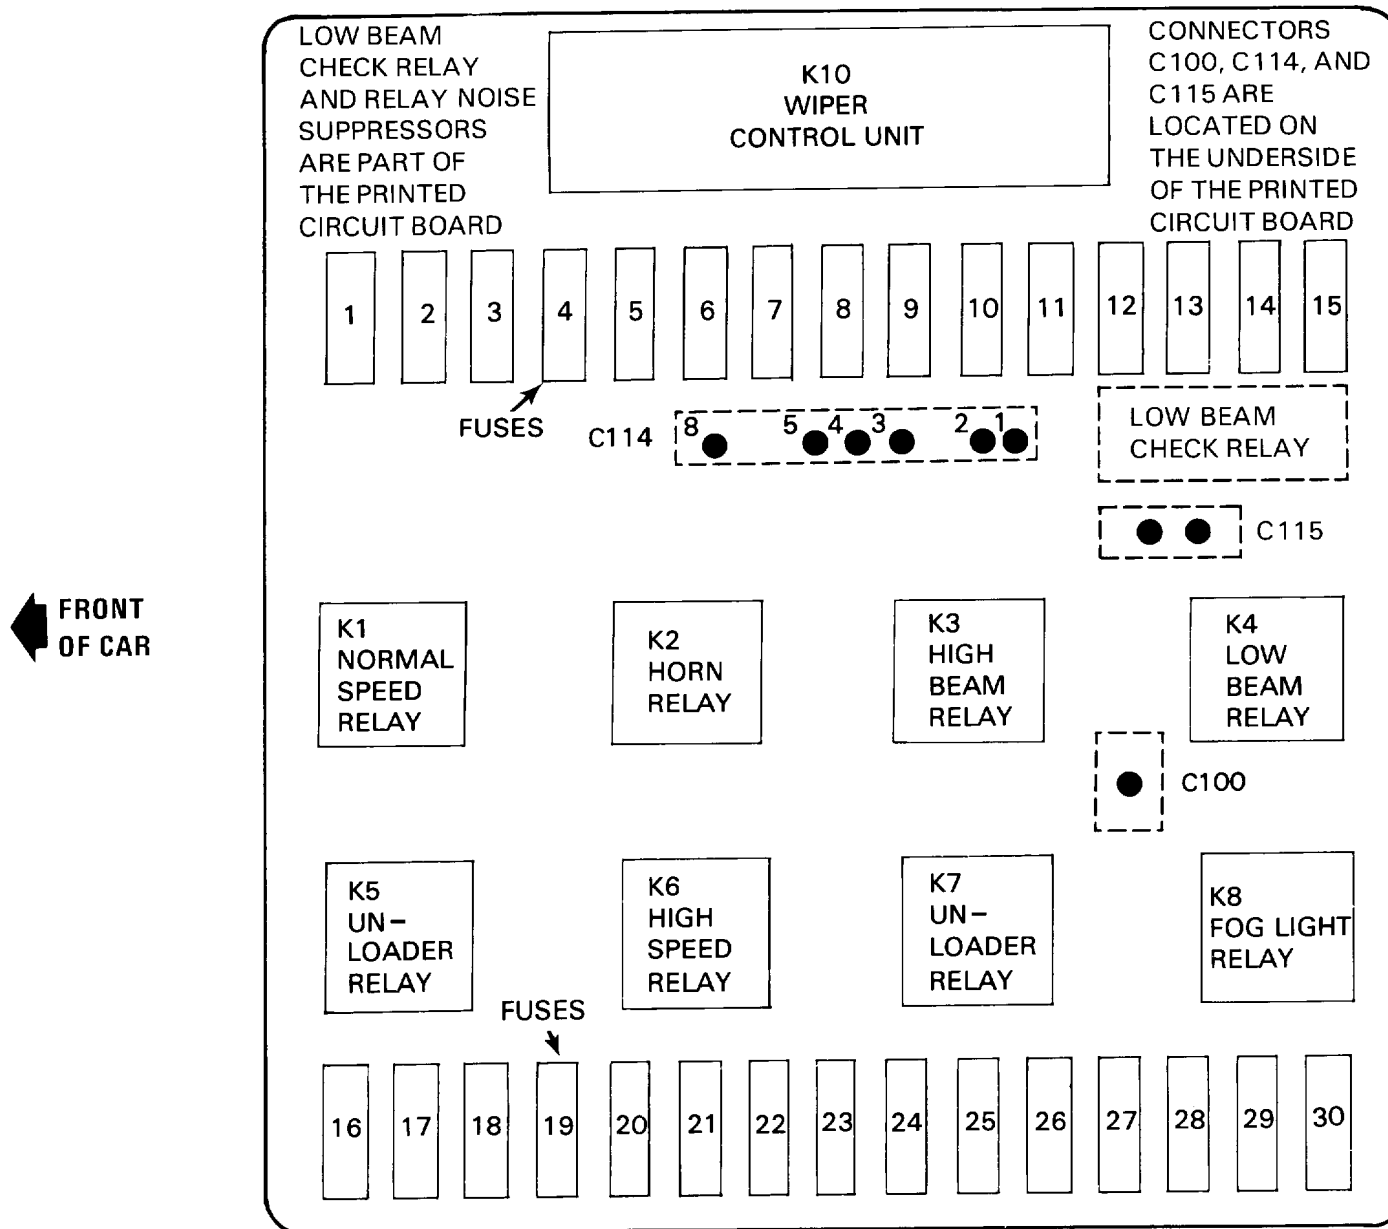 LOW BEAM
CHECK RELAY
AND RELAY NOISE
SUPPRESSORS
ARE PART OF
THE PRINTED
CIRCUIT BOARD
K10
WIPER
CONTROL UNIT
CONNECTORS
C100, C114, AND
C115 ARE
LOCATED ON
THE UNDERSIDE
OF THE PRINTED
CIRCUIT BOARD
1 2 3 4 5 6 7 8 9 10 11 12 13 14 15
FUSES
C114
8 5 4 3 2 1
LOW BEAM
CHECK RELAY
C115
FRONT
OF CAR
K1
NORMAL
SPEED
RELAY
K2
HORN
RELAY
K3
HIGH
BEAM
RELAY
K4
LOW
BEAM
RELAY
C100
K5
UN–
LOADER
RELAY
K6
HIGH
SPEED
RELAY
K7
UN–
LOADER
RELAY
K8
FOG LIGHT
RELAY
FUSES
16 17 18 19 20 21 22 23 24 25 26 27 28 29 30